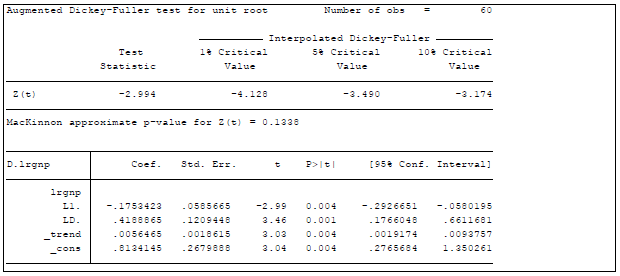 Augmented Dickey-Fuller test for unit root Number of obs = 60
Interpolated Dickey-Fuller
Test 1% Critical 5% Critical 10% Critical
Statistic Value Value Value
Z(t) -2.994 -4.128 -3.490 -3.174
MacKinnon approximate p-value for Z(t) = 0.1338
D.lrgnp Coef. Std. Err. t P>|t| [95% Conf. Interval]
lrgnp
L1. -.1753423 .0585665 -2.99 0.004 -.2926651 -.0580195
LD. .4188865 .1209448 3.46 0.001 .1766048 .6611681
_trend .0056465 .0018615 3.03 0.004 .0019174 .0093757
_cons .8134145 .2679888 3.04 0.004 .2765684 1.350261